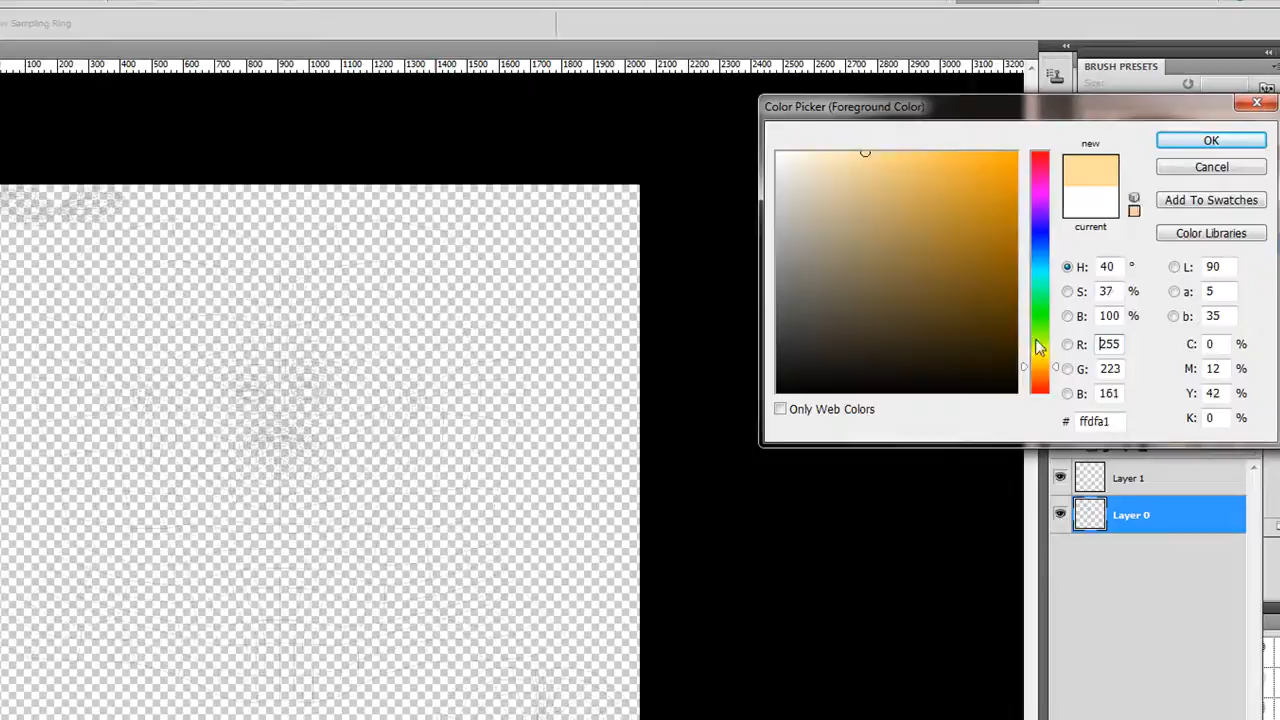 w Sampling Ring
100 200 300 400 500 600 700 800 900 1000 1100 1200 1300 1400 1500 1600 1700 1800 1900 2000 2100 2200 2300 2400 2500 2600 2700 2800 2900 3000 3100 3200
BRUSH PRESETS
Size:
Color Picker (Foreground Color)
new
current
OK
Cancel
Add To Swatches
Color Libraries
H: 40 °
S: 37 %
B: 100 %
R: 255
G: 223
B: 161
# ffdfa1
L: 90
a: 5
b: 35
C: 0 %
M: 12 %
Y: 42 %
K: 0 %
Only Web Colors
Layer 1
Layer 0